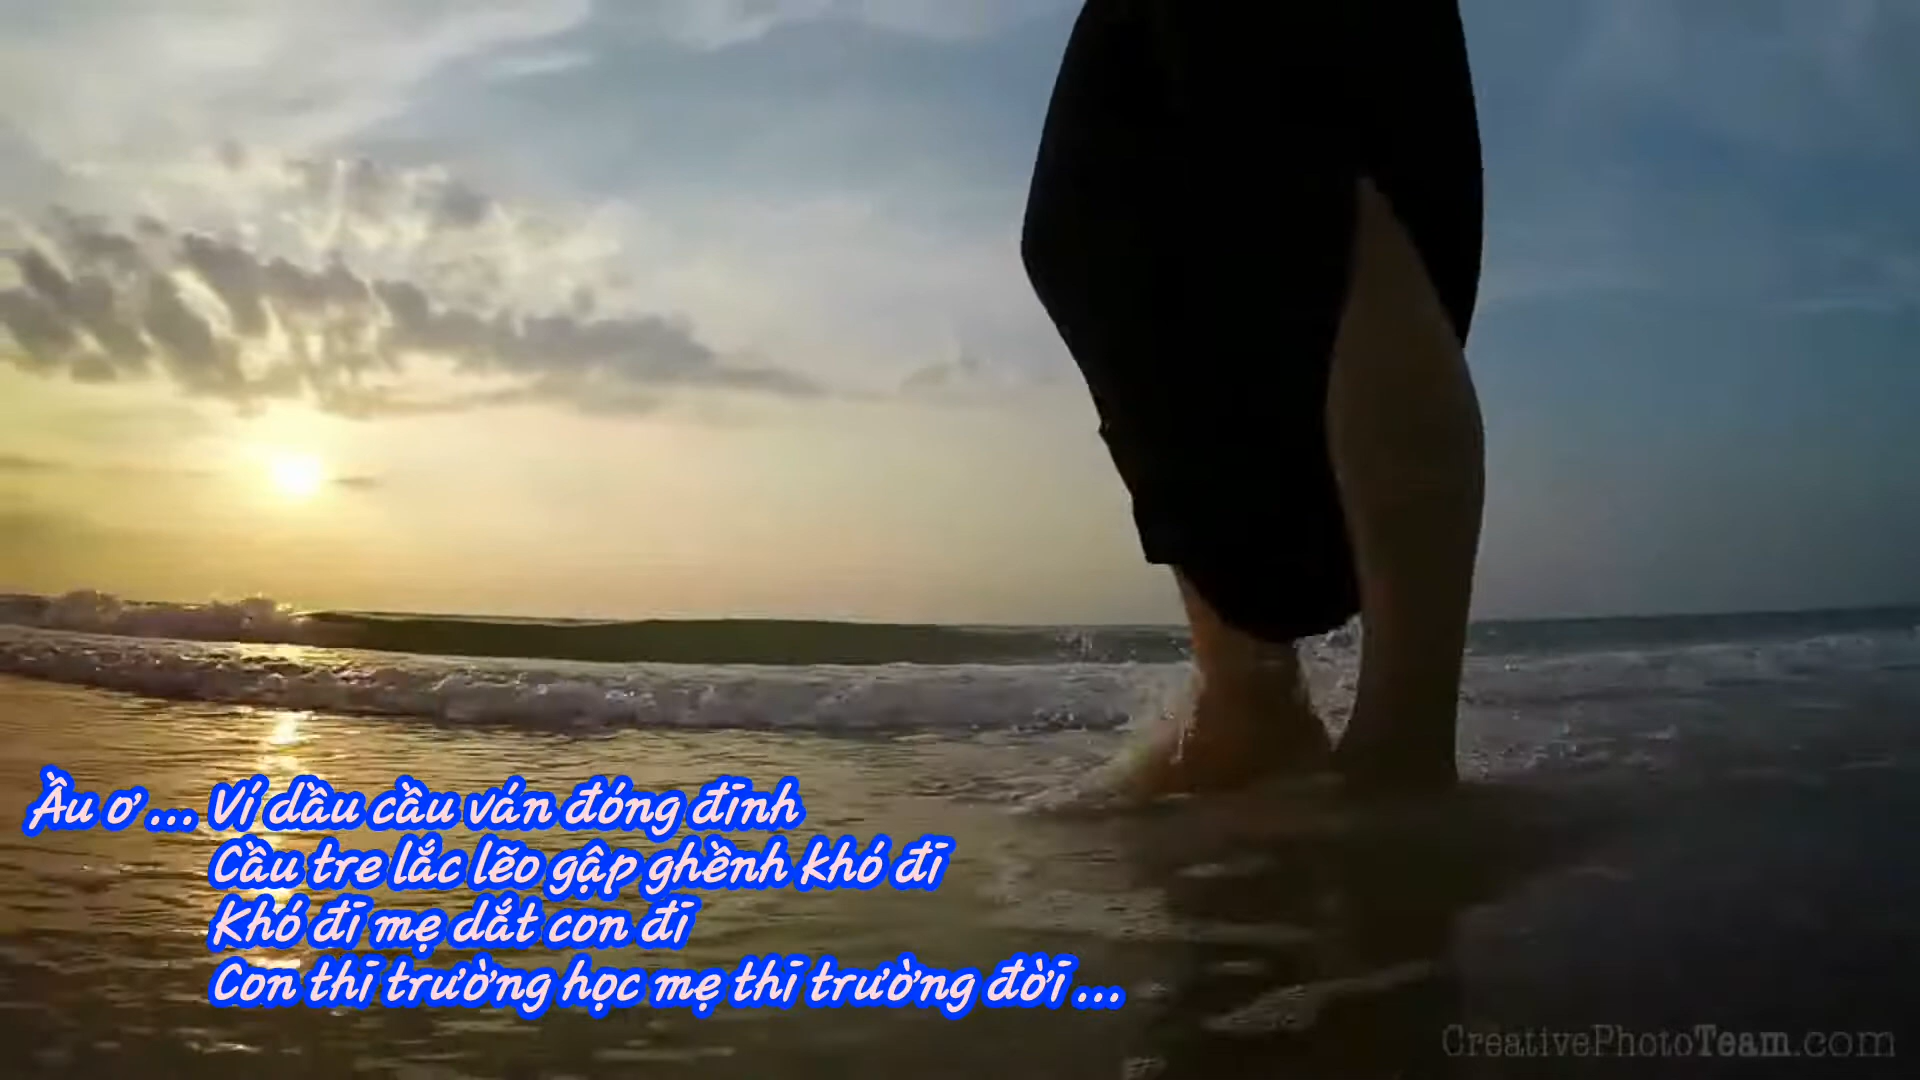 Ầu ơ ... Ví dầu cầu ván đóng đinh
Cầu tre lắc lẽo gập ghềnh khó đi
Khó đi mẹ dắt con đi
Con thi trường học mẹ thi trường đời ...
CreativePhotoTeam.com